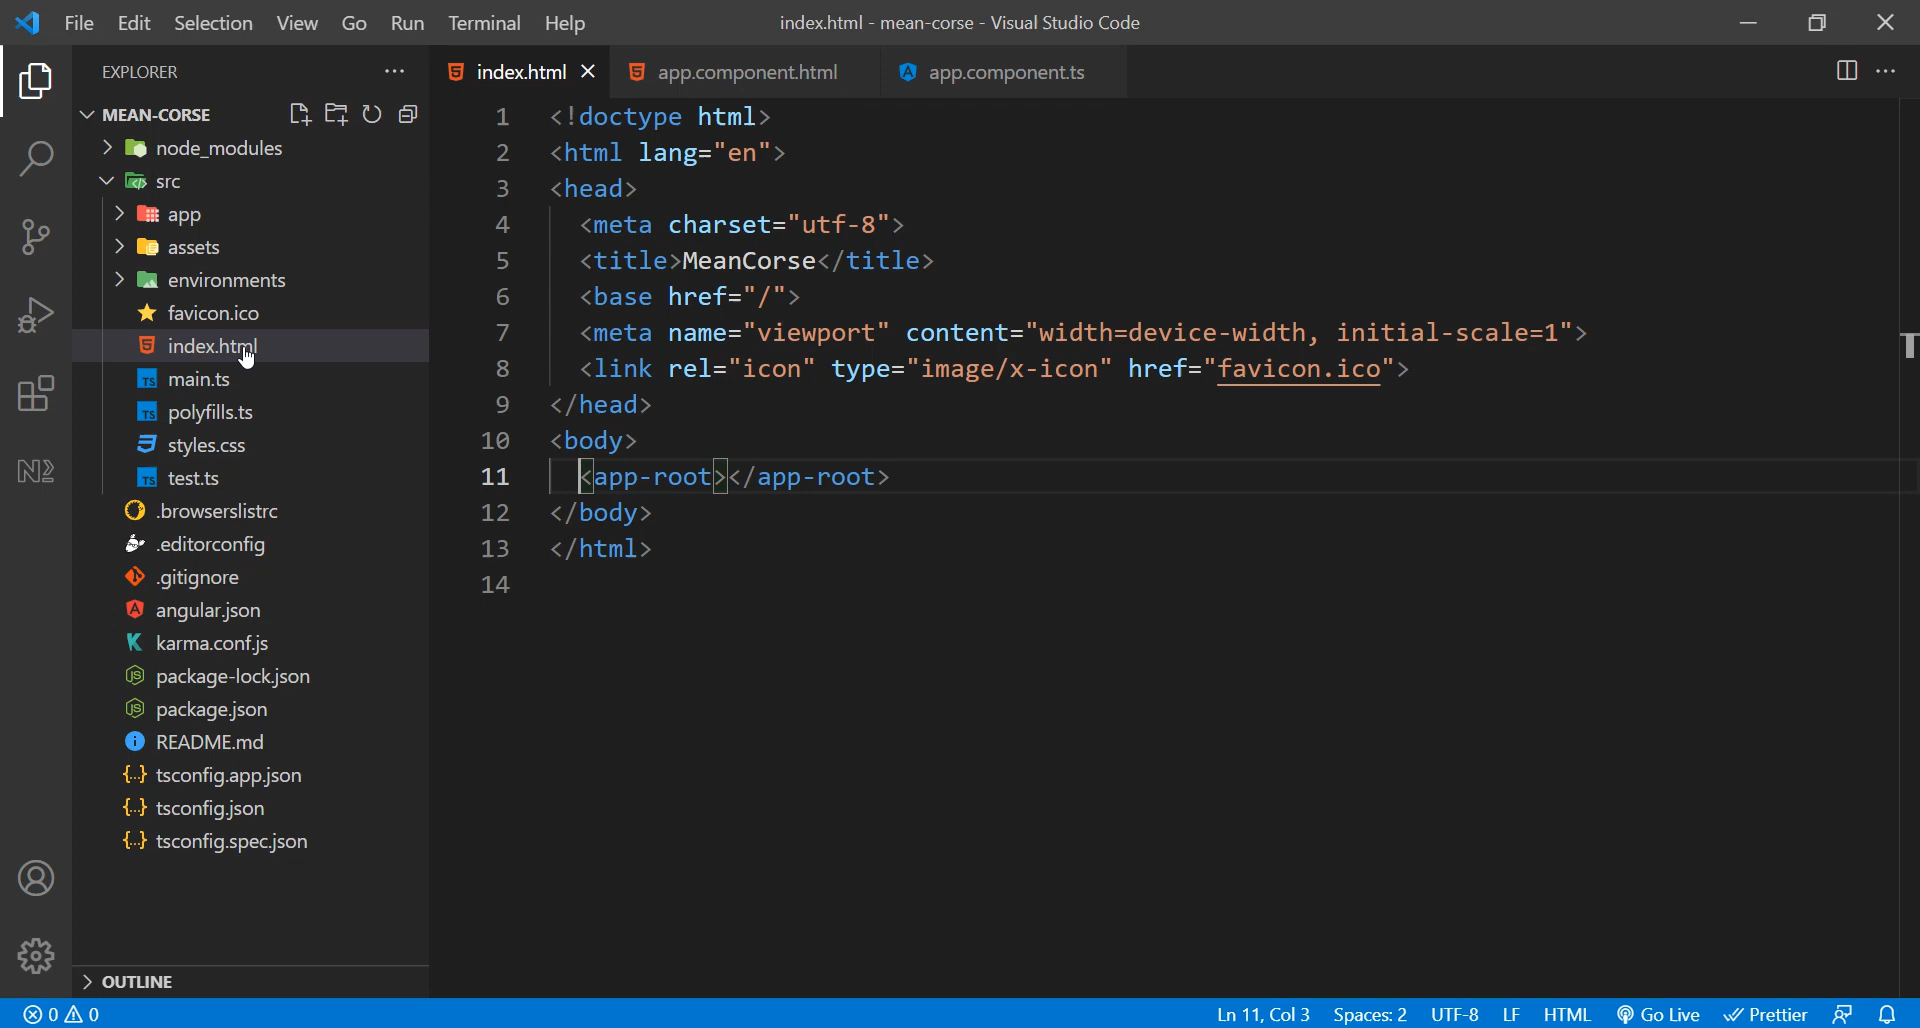 File Edit Selection View Go Run Terminal Help
index.html - mean-corse - Visual Studio Code
EXPLORER
MEAN-CORSE
node_modules
src
app
assets
environments
favicon.ico
index.html
main.ts
polyfills.ts
styles.css
test.ts
.browserslistrc
.editorconfig
.gitignore
angular.json
karma.conf.js
package-lock.json
package.json
README.md
tsconfig.app.json
tsconfig.json
tsconfig.spec.json
OUTLINE
index.html app.component.html app.component.ts
1 <!doctype html>
2 <html lang="en">
3 <head>
4 <meta charset="utf-8">
5 <title>MeanCorse</title>
6 <base href="/">
7 <meta name="viewport" content="width=device-width, initial-scale=1">
8 <link rel="icon" type="image/x-icon" href="favicon.ico">
9 </head>
10 <body>
11 <app-root></app-root>
12 </body>
13 </html>
14
0 0 Ln 11, Col 3 Spaces: 2 UTF-8 LF HTML Go Live Prettier